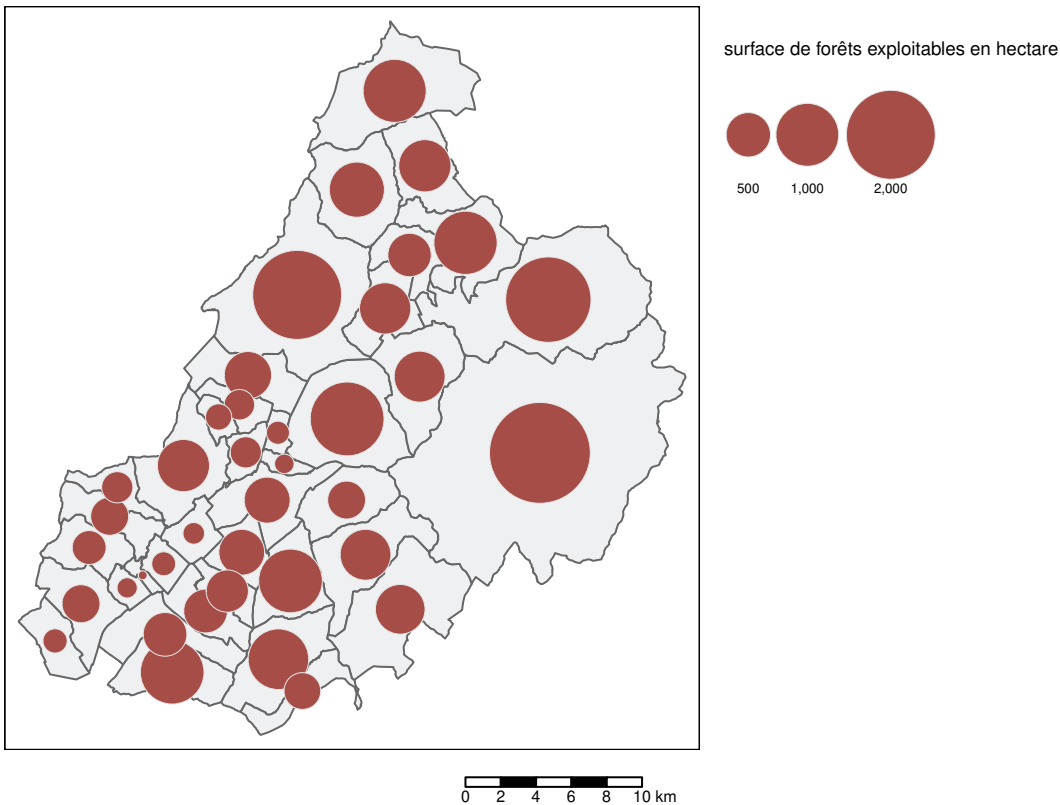 surface de forêts exploitables en hectare
500 1,000 2,000
0 2 4 6 8 10 km